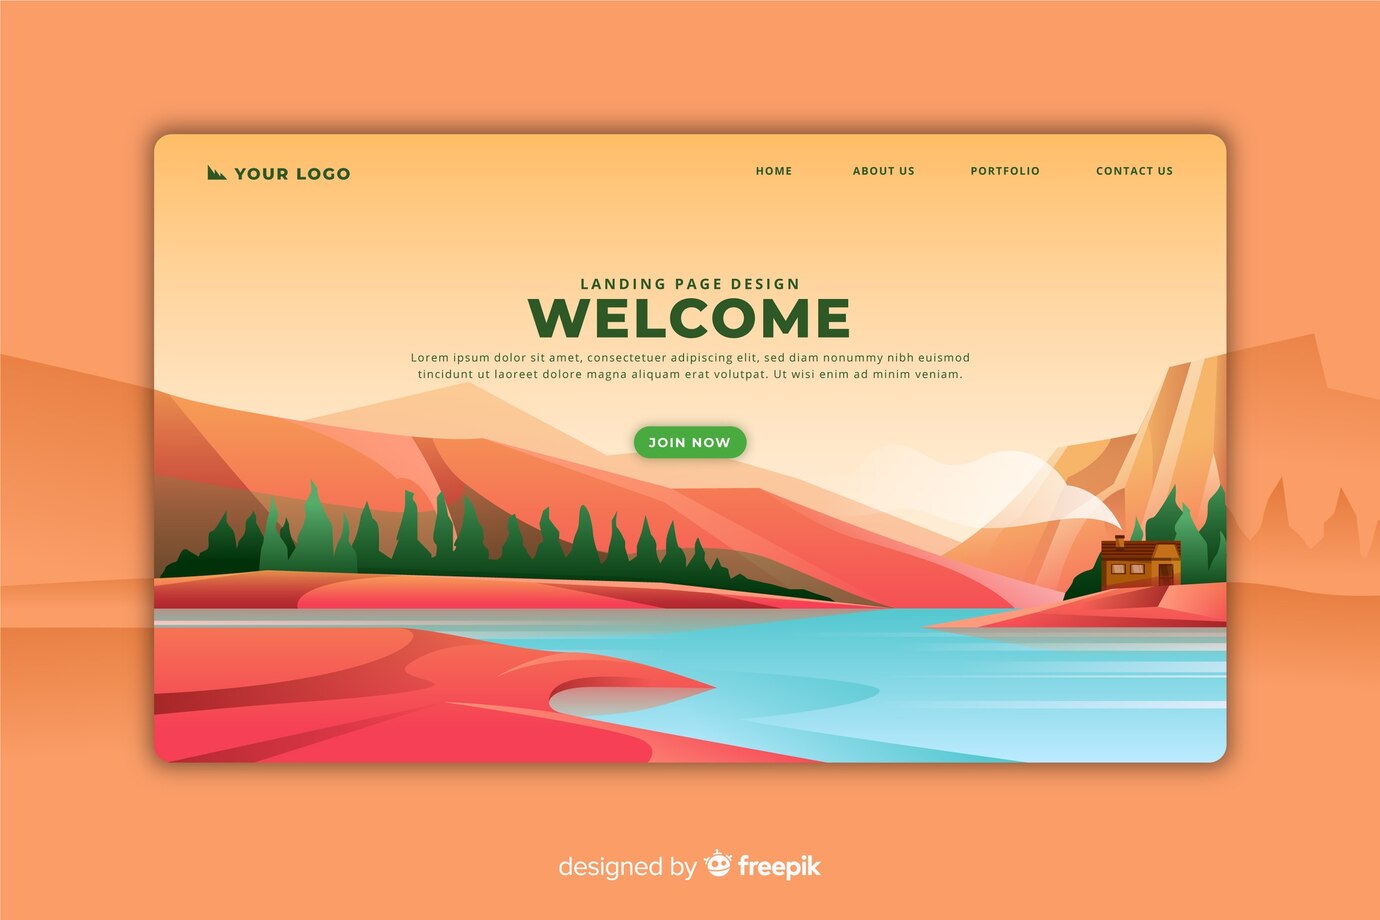 YOUR LOGO
HOME ABOUT US PORTFOLIO CONTACT US
LANDING PAGE DESIGN
WELCOME
Lorem ipsum dolor sit amet, consectetuer adipiscing elit, sed diam nonummy nibh euismod
tincidunt ut laoreet dolore magna aliquam erat volutpat. Ut wisi enim ad minim veniam.
JOIN NOW
designed by freepik